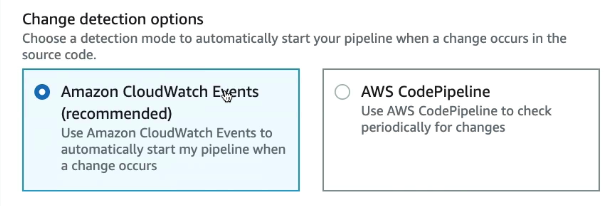 Change detection options
Choose a detection mode to automatically start your pipeline when a change occurs in the
source code.
Amazon CloudWatch Events
(recommended)
Use Amazon CloudWatch Events to
automatically start my pipeline when
a change occurs
AWS CodePipeline
Use AWS CodePipeline to check
periodically for changes